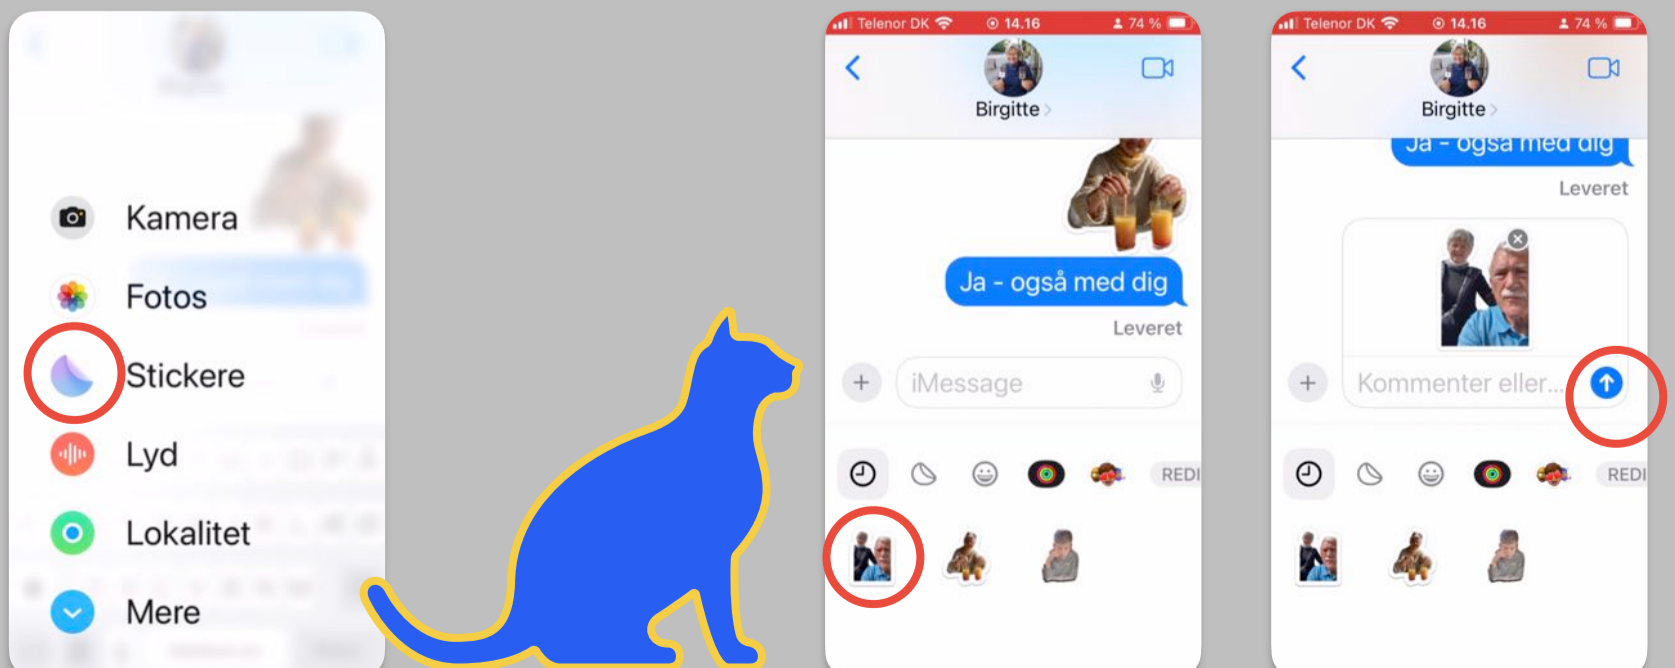 Kamera
Fotos
Stickere
Lyd
Lokalitet
Mere
Telenor DK 14.16 74 %
Birgitte
Ja - også med dig
Leveret
iMessage
REDI
Telenor DK 14.16 74 %
Birgitte
Ja - også med dig
Leveret
Kommenter eller...
REDI